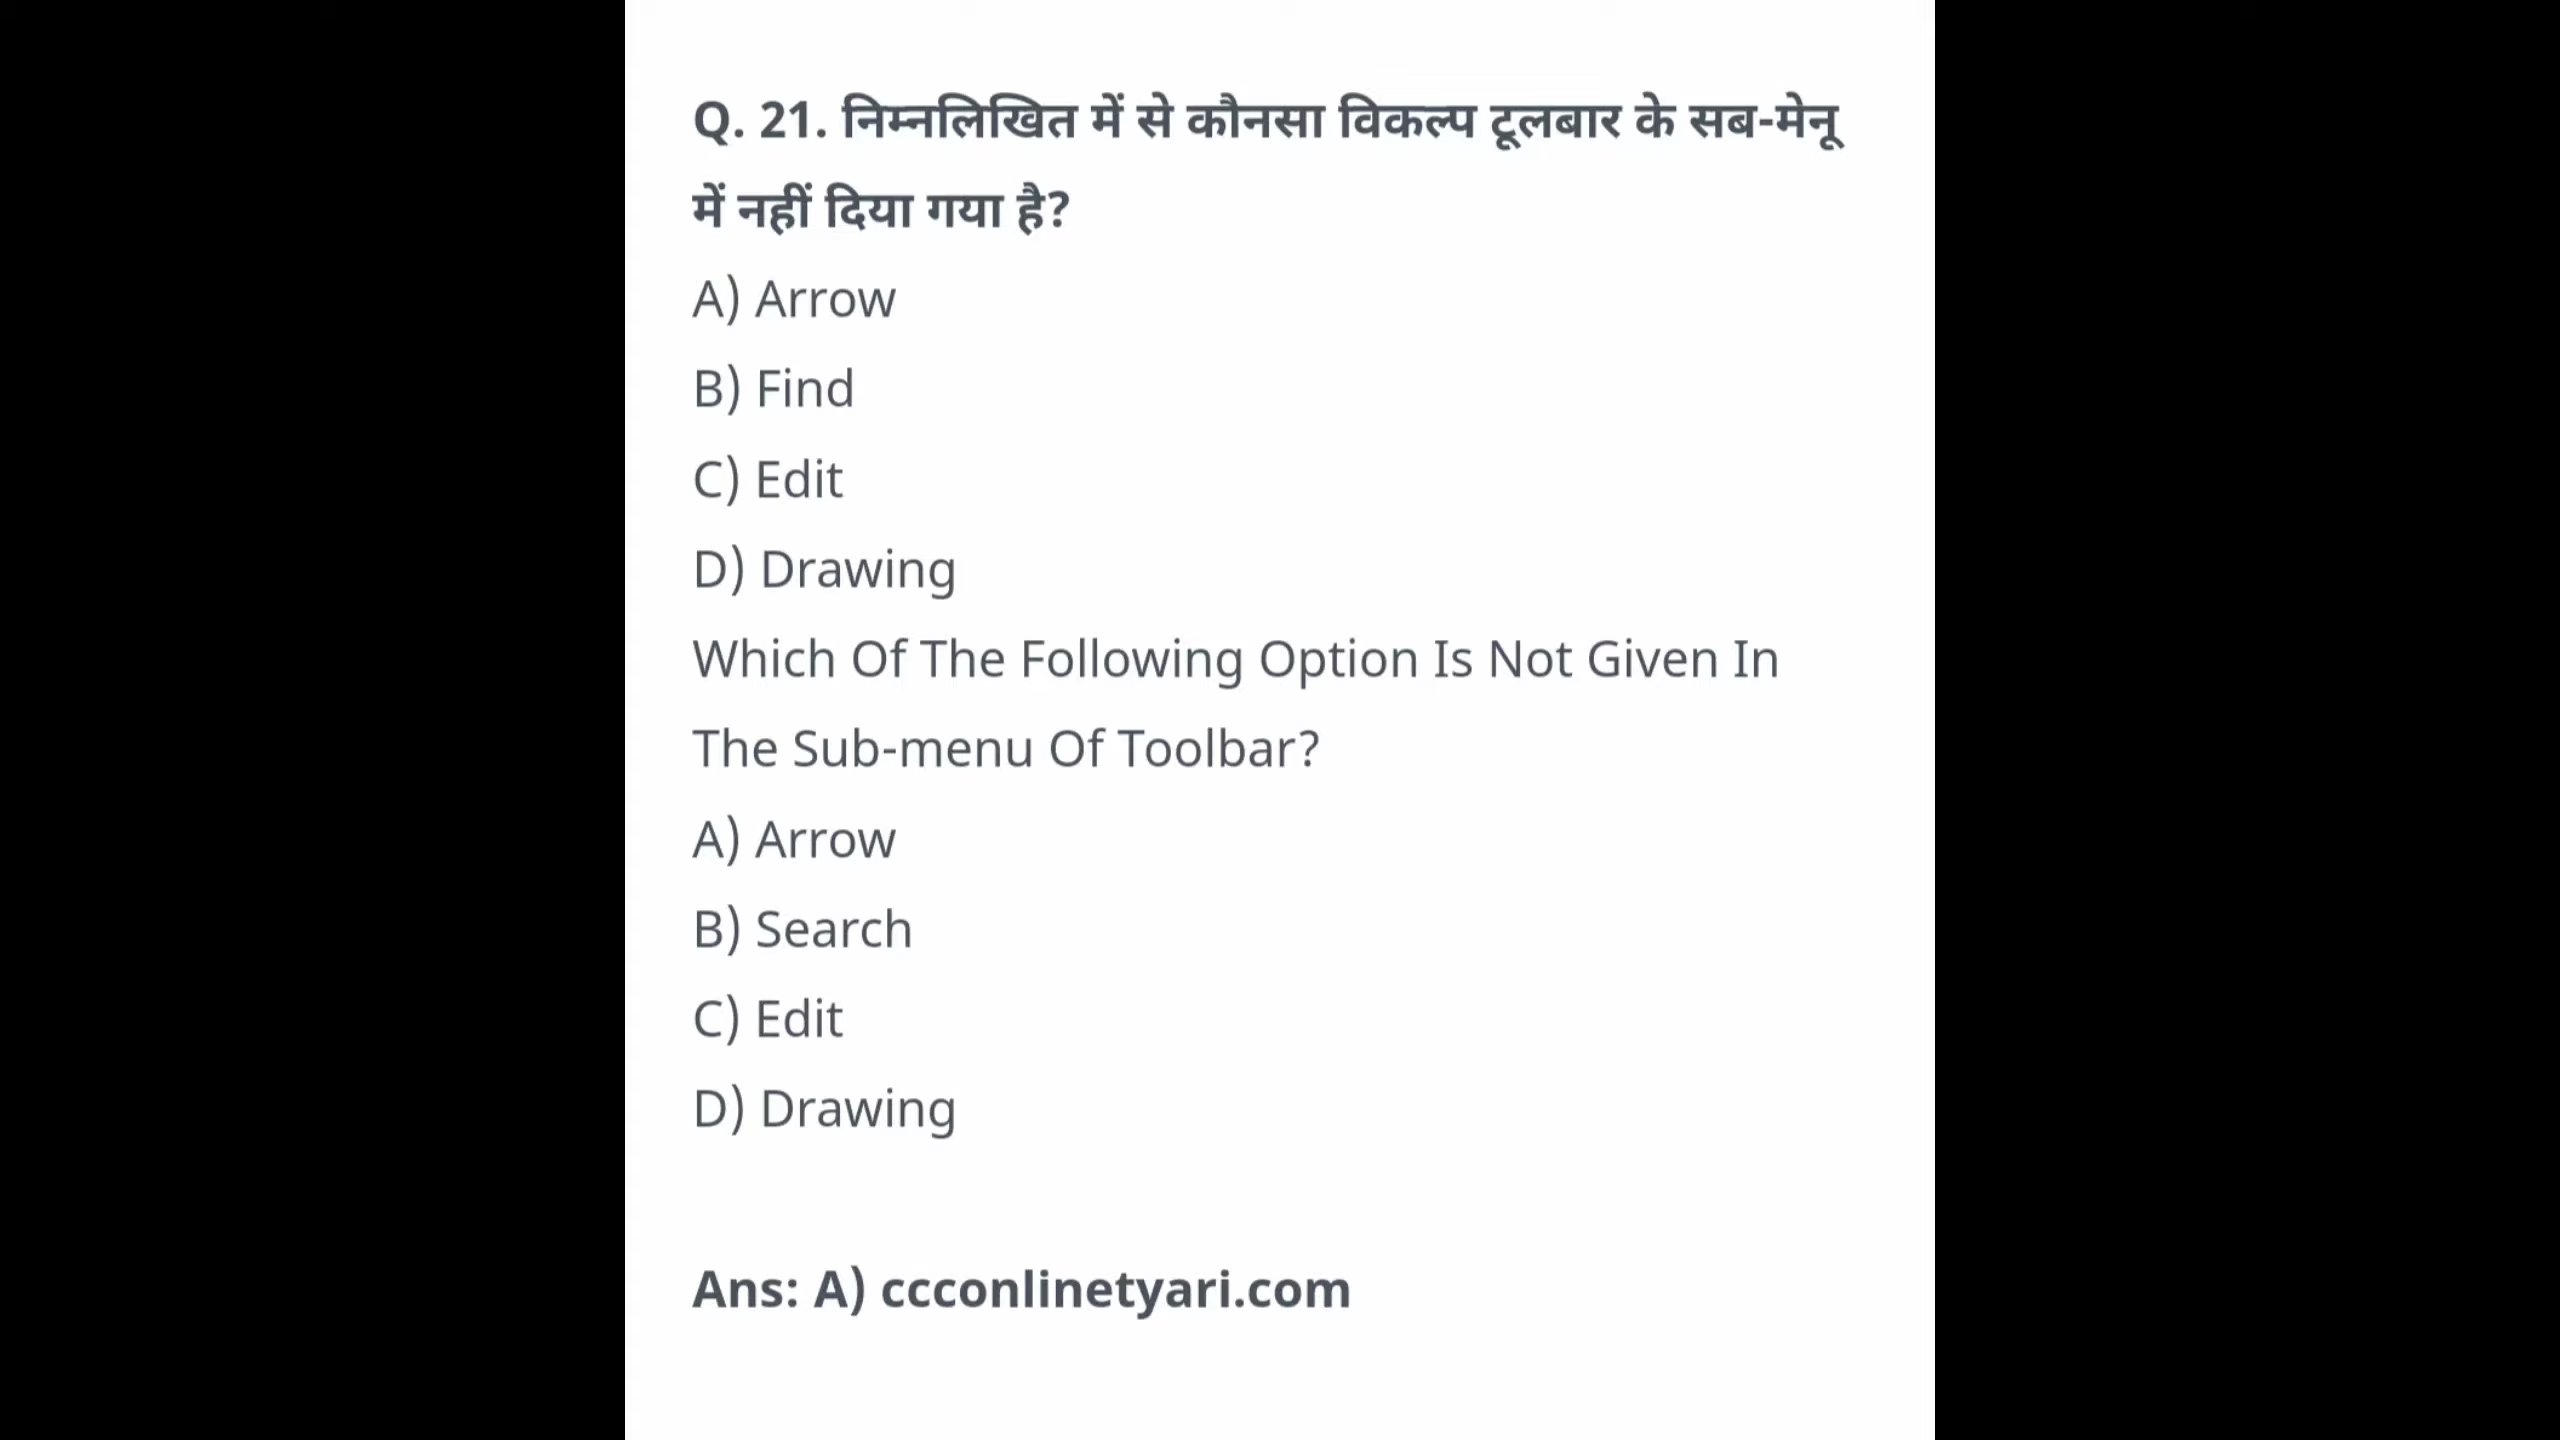 Q. 21. निम्नलिखित में से कौनसा विकल्प टूलबार के सब-मेनू
में नहीं दिया गया है?
A) Arrow
B) Find
C) Edit
D) Drawing
Which Of The Following Option Is Not Given In
The Sub-menu Of Toolbar?
A) Arrow
B) Search
C) Edit
D) Drawing
Ans: A) ccconlinetyari.com